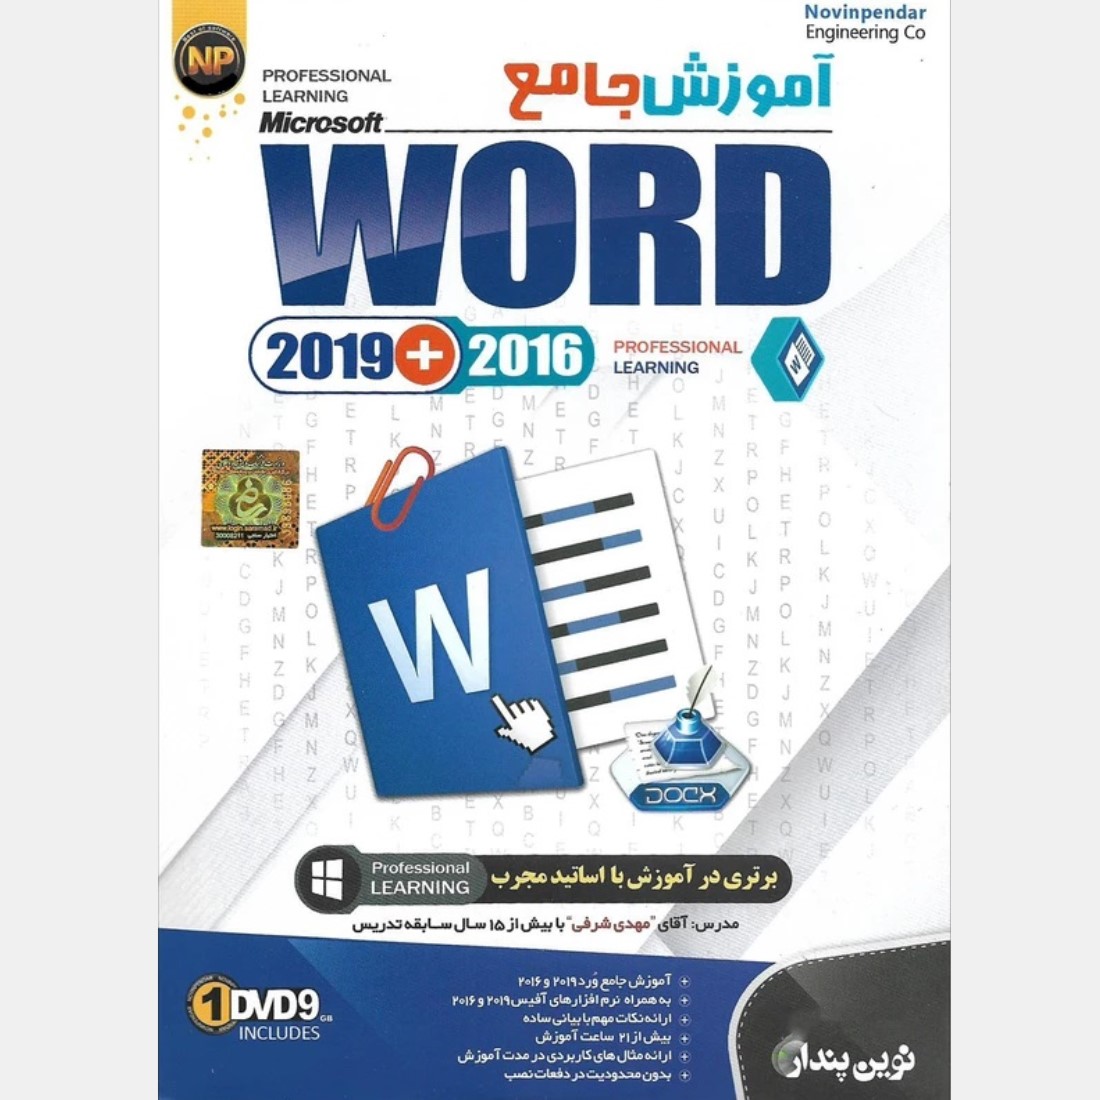 Novinpendar
Engineering Co
NP
PROFESSIONAL
LEARNING
آموزش جامع
Microsoft
WORD
2019+2016
PROFESSIONAL
LEARNING
W
W
DOCX
Professional
LEARNING
برتری در آموزش با اساتید مجرب
مدرس: آقای "مهدی شرفی" با بیش از ۱۵ سال سابقه تدریس
+ آموزش جامع وُرد ۲۰۱۹ و ۲۰۱۶
+ به همراه نرم افزارهای آفیس ۲۰۱۹ و ۲۰۱۶
+ ارائه نکات مهم با بیانی ساده
+ بیش از ۲۱ ساعت آموزش
+ ارائه مثال های کاربردی در مدت آموزش
+ بدون محدودیت در دفعات نصب
1 DVD9 GB
INCLUDES
نوین پندار